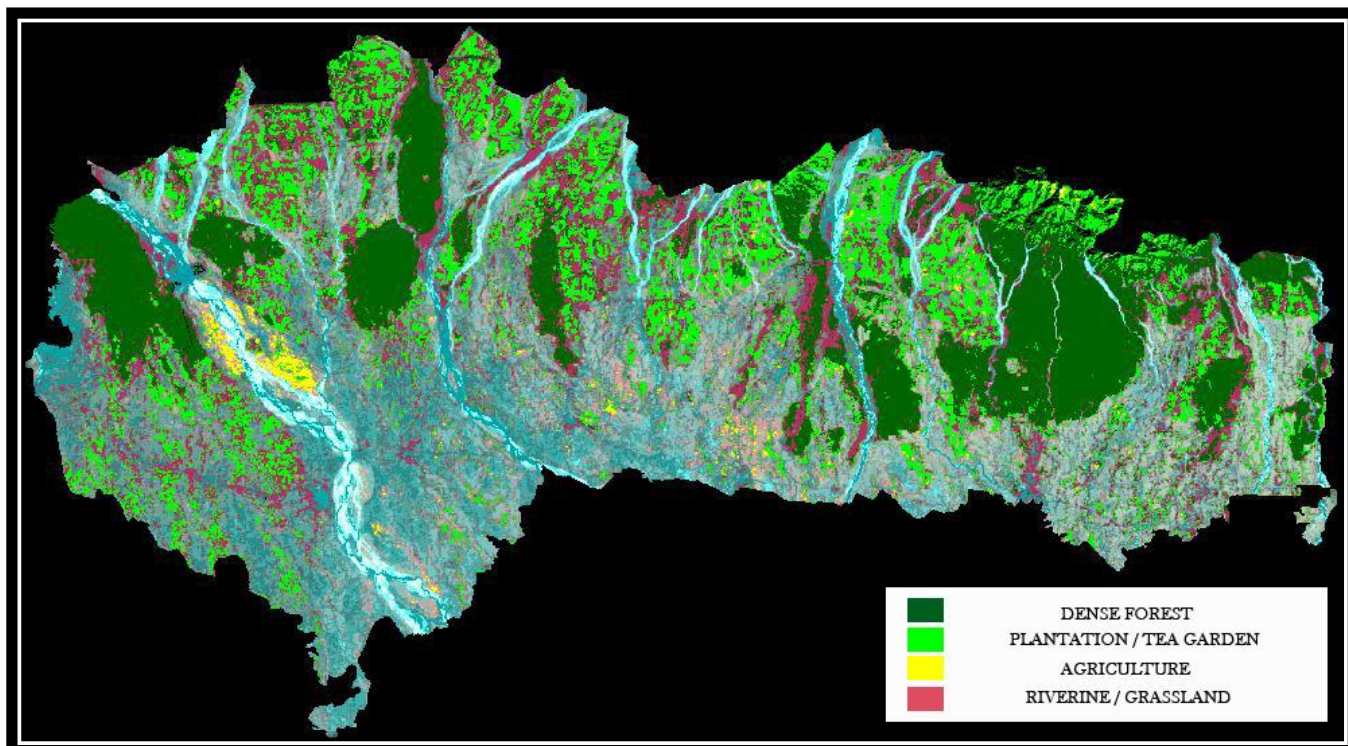 DENSE FOREST
PLANTATION / TEA GARDEN
AGRICULTURE
RIVERINE / GRASSLAND